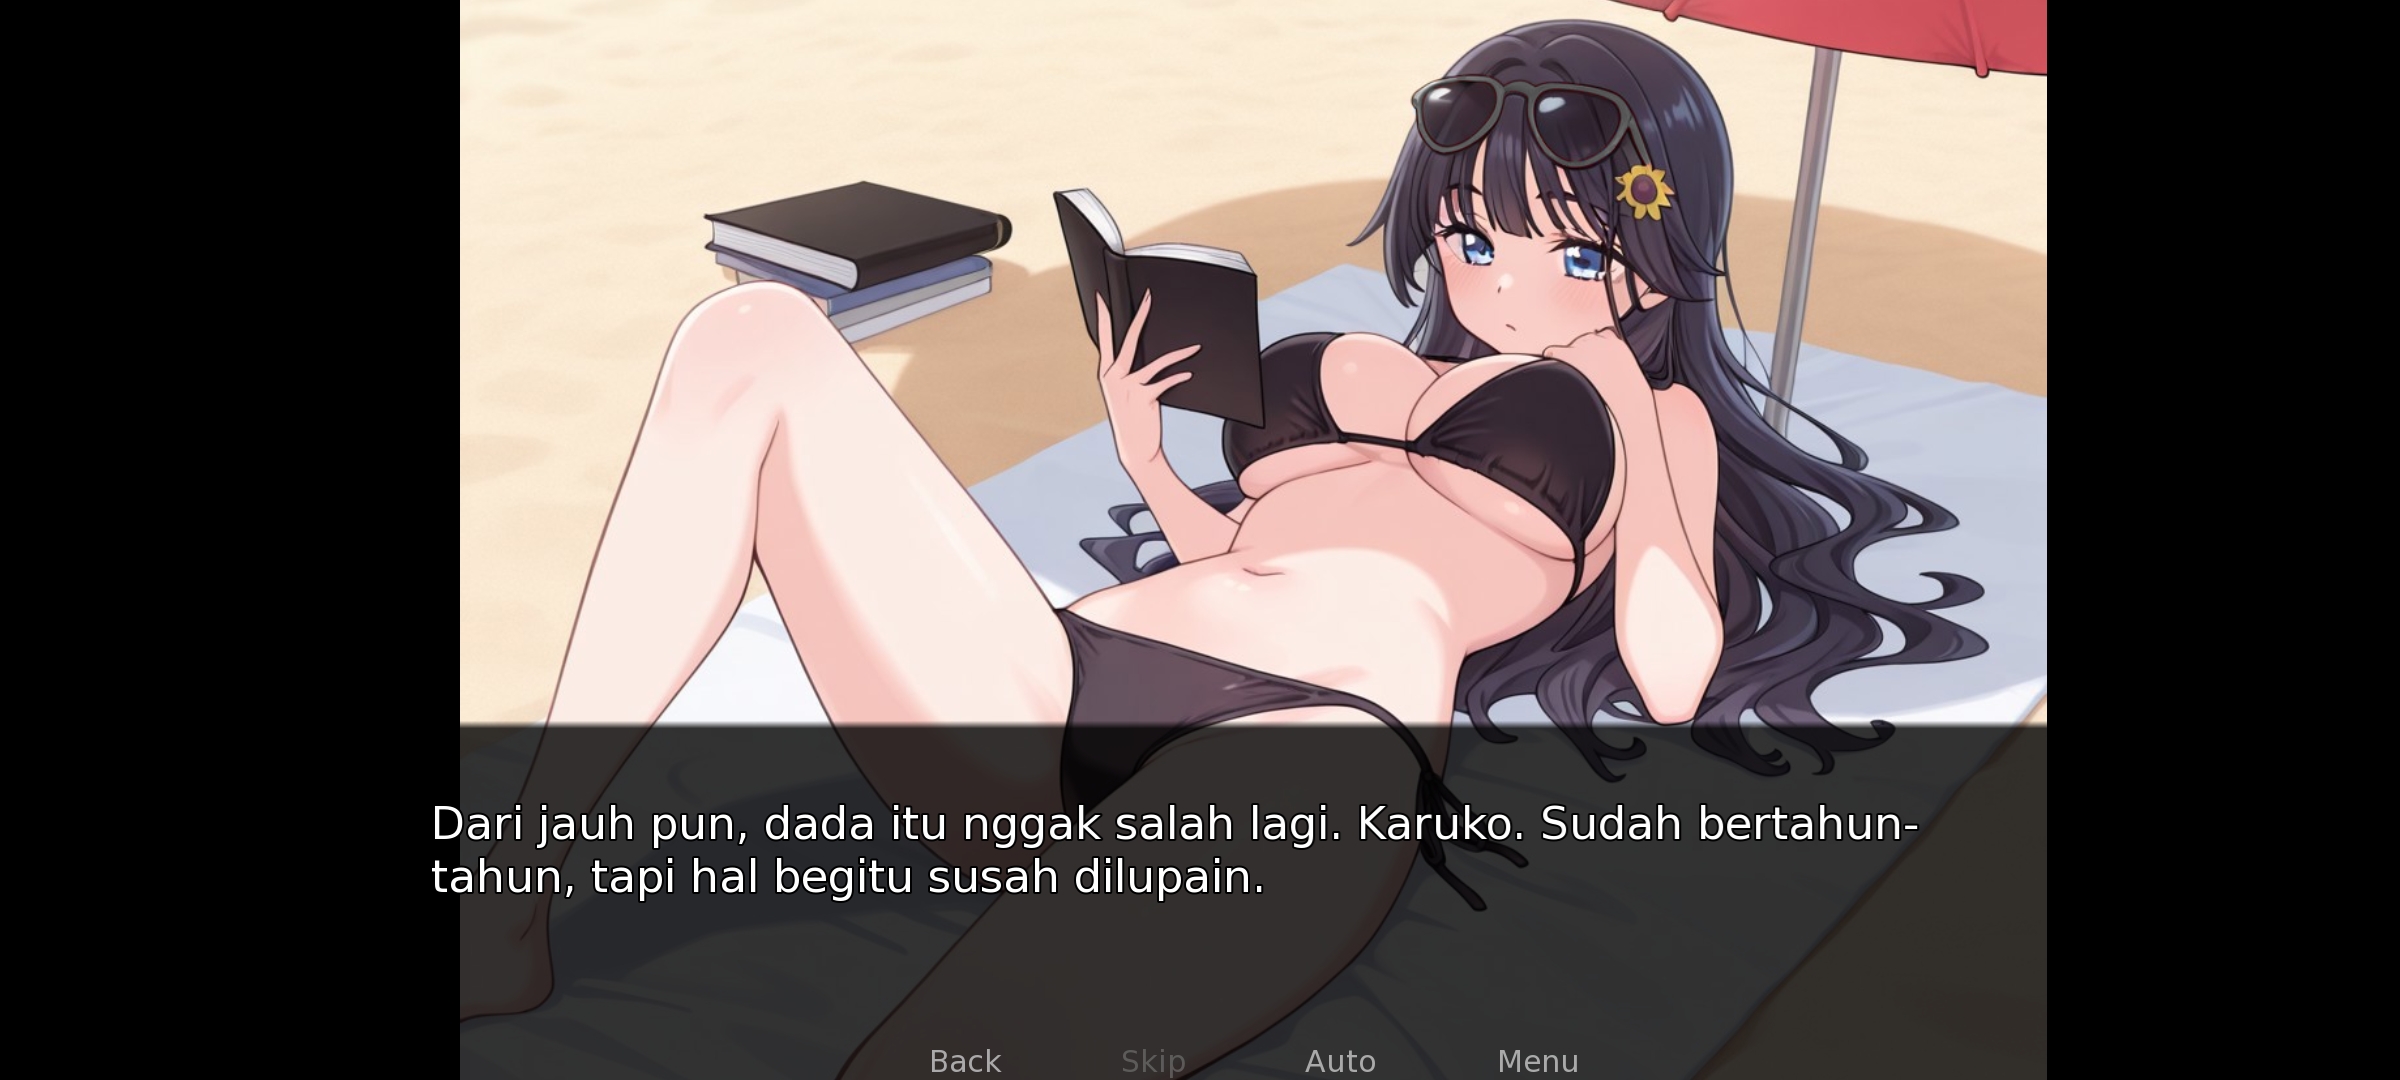 Dari jauh pun, dada itu nggak salah lagi. Karuko. Sudah bertahun-
tahun, tapi hal begitu susah dilupain.
Back Skip Auto Menu